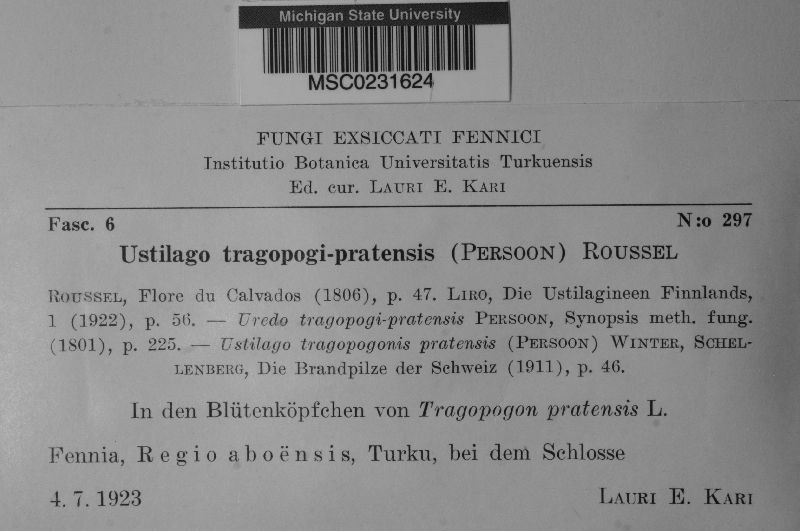 Michigan State University
MSC0231624
FUNGI EXSICCATI FENNICI
Institutio Botanica Universitatis Turkuensis
Ed. cur. LAURI E. KARI
Fasc. 6 N:o 297
Ustilago tragopogi-pratensis (PERSOON) ROUSSEL
ROUSSEL, Flore du Calvados (1806), p. 47. LIRO, Die Ustilagineen Finnlands,
1 (1922), p. 56. — Uredo tragopogi-pratensis PERSOON, Synopsis meth. fung.
(1801), p. 225. — Ustilago tragopogonis pratensis (PERSOON) WINTER, SCHEL-
LENBERG, Die Brandpilze der Schweiz (1911), p. 46.
In den Blütenköpfchen von Tragopogon pratensis L.
Fennia, Regio aboënsis, Turku, bei dem Schlosse
4. 7. 1923 LAURI E. KARI